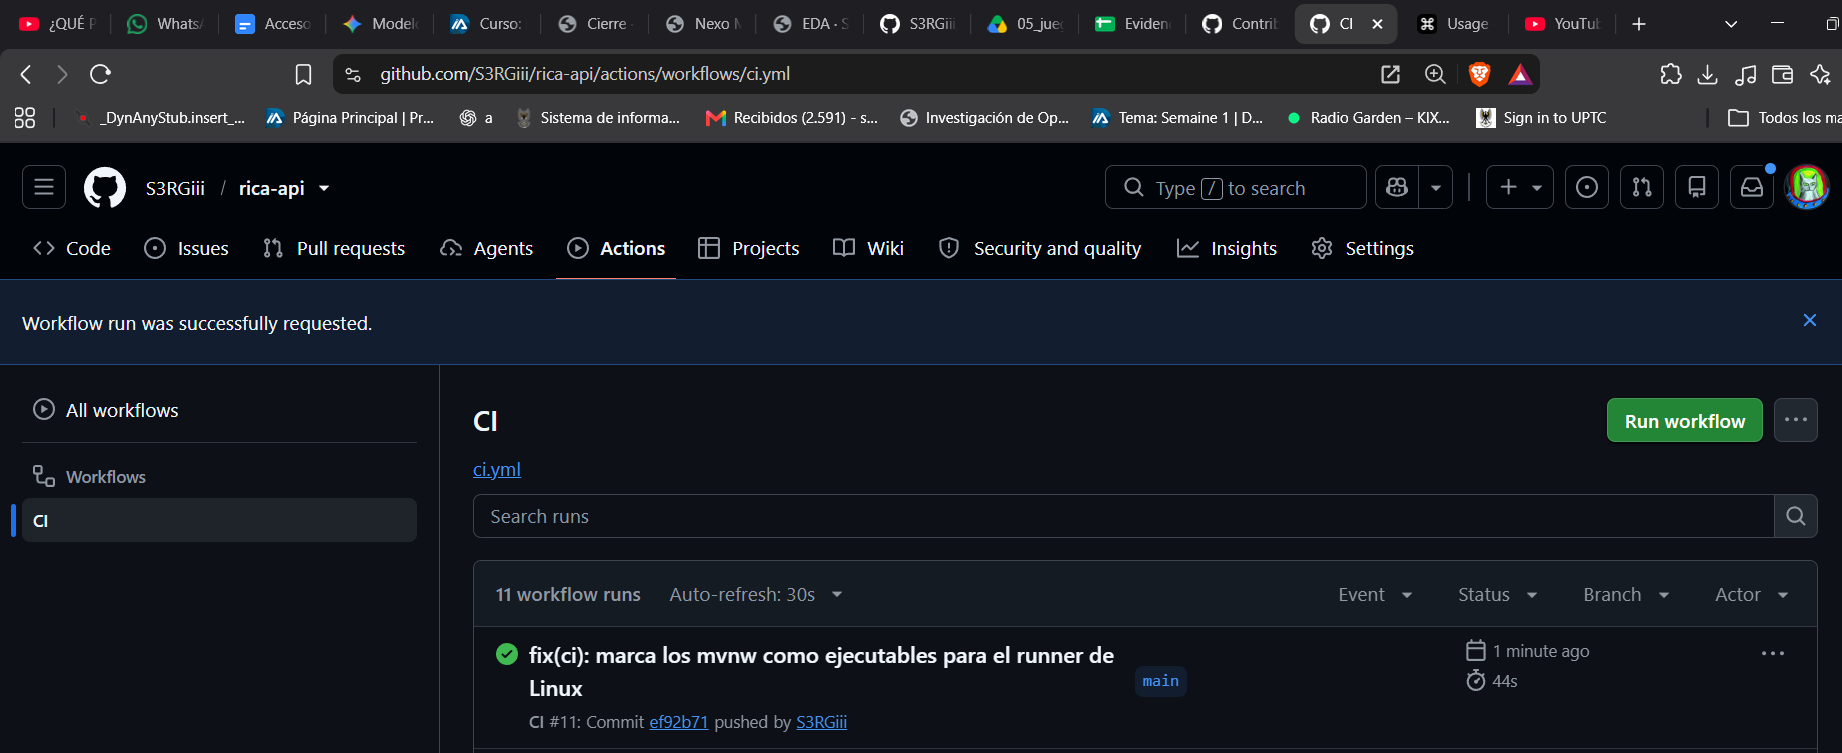 ¿QUÉ P
WhatsA
Acceso
Modelo
Curso:
Cierre
Nexo
EDA · S
S3RGiii
05_jueg
Eviden
Contrib
CI
Usage
YouTub
github.com/S3RGiii/rica-api/actions/workflows/ci.yml
_DynAnyStub.insert_...
Página Principal | Pr...
a
Sistema de informa...
Recibidos (2.591) - s...
Investigación de Op...
Tema: Semaine 1 | D...
Radio Garden – KIX...
Sign in to UPTC
Todos los ma
S3RGiii / rica-api
Type / to search
Code
Issues
Pull requests
Agents
Actions
Projects
Wiki
Security and quality
Insights
Settings
Workflow run was successfully requested.
All workflows
Workflows
CI
CI
Run workflow
ci.yml
Search runs
11 workflow runs
Auto-refresh: 30s
Event
Status
Branch
Actor
fix(ci): marca los mvnw como ejecutables para el runner de
Linux
main
1 minute ago
44s
CI #11: Commit ef92b71 pushed by S3RGiii